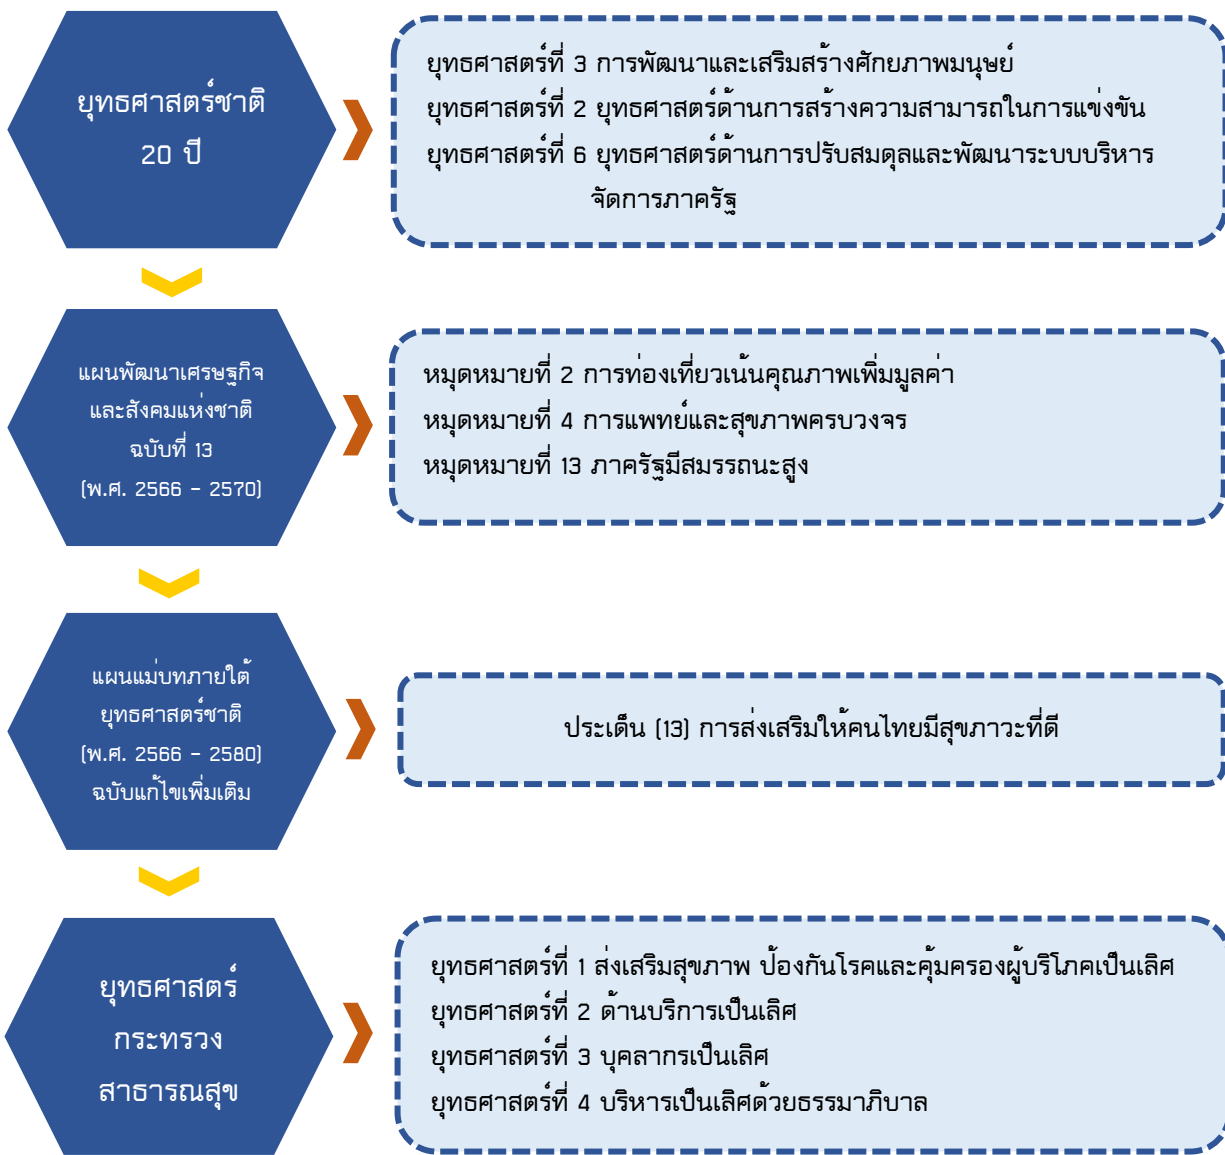 ยุทธศาสตร์ชาติ
20 ปี
ยุทธศาสตร์ที่ 3 การพัฒนาและเสริมสร้างศักยภาพมนุษย์
ยุทธศาสตร์ที่ 2 ยุทธศาสตร์ด้านการสร้างความสามารถในการแข่งขัน
ยุทธศาสตร์ที่ 6 ยุทธศาสตร์ด้านการปรับสมดุลและพัฒนาระบบบริหาร
จัดการภาครัฐ
แผนพัฒนาเศรษฐกิจ
และสังคมแห่งชาติ
ฉบับที่ 13
(พ.ศ. 2566 - 2570)
หมุดหมายที่ 2 การท่องเที่ยวเน้นคุณภาพเพิ่มมูลค่า
หมุดหมายที่ 4 การแพทย์และสุขภาพครบวงจร
หมุดหมายที่ 13 ภาครัฐมีสมรรถนะสูง
แผนแม่บทภายใต้
ยุทธศาสตร์ชาติ
(พ.ศ. 2566 - 2580)
ฉบับแก้ไขเพิ่มเติม
ประเด็น (13) การส่งเสริมให้คนไทยมีสุขภาวะที่ดี
ยุทธศาสตร์
กระทรวง
สาธารณสุข
ยุทธศาสตร์ที่ 1 ส่งเสริมสุขภาพ ป้องกันโรคและคุ้มครองผู้บริโภคเป็นเลิศ
ยุทธศาสตร์ที่ 2 ด้านบริการเป็นเลิศ
ยุทธศาสตร์ที่ 3 บุคลากรเป็นเลิศ
ยุทธศาสตร์ที่ 4 บริหารเป็นเลิศด้วยธรรมาภิบาล